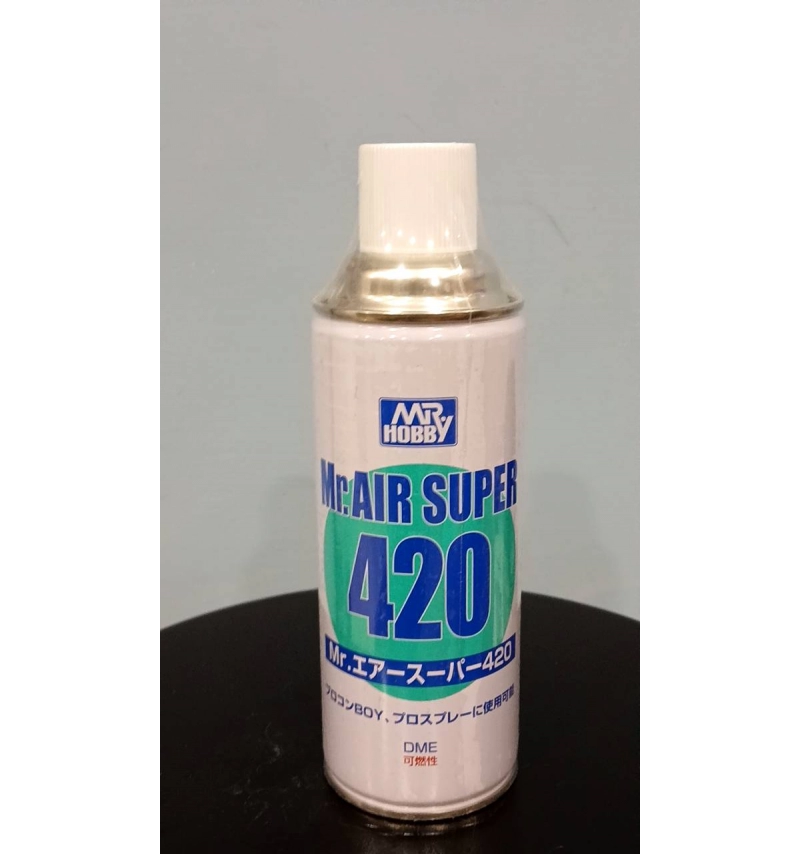 MR.
HOBBY
Mr.AIR SUPER
420
Mr.エアースーパー420
プロコンBOY、プロスプレーに使用可能
DME
可燃性